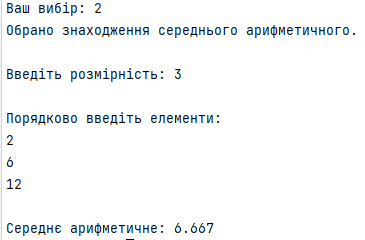 Ваш вибір: 2
Обрано знаходження середнього арифметичного.
Введіть розмірність: 3
Порядково введіть елементи:
2
6
12
Середнє арифметичне: 6.667